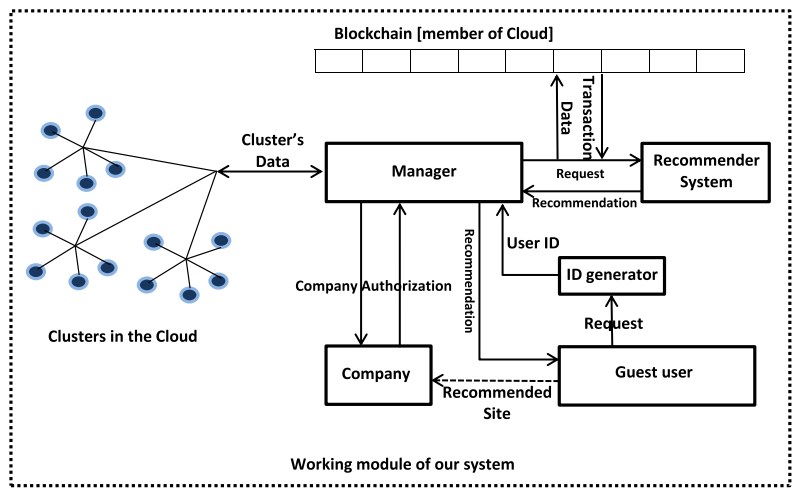 Blockchain [member of Cloud]
Cluster's
Data
Manager
Data
Transaction
Request
Recommendation
Recommender
System
User ID
ID generator
Request
Recommendation
Company Authorization
Clusters in the Cloud
Company
Guest user
Recommended
Site
Working module of our system